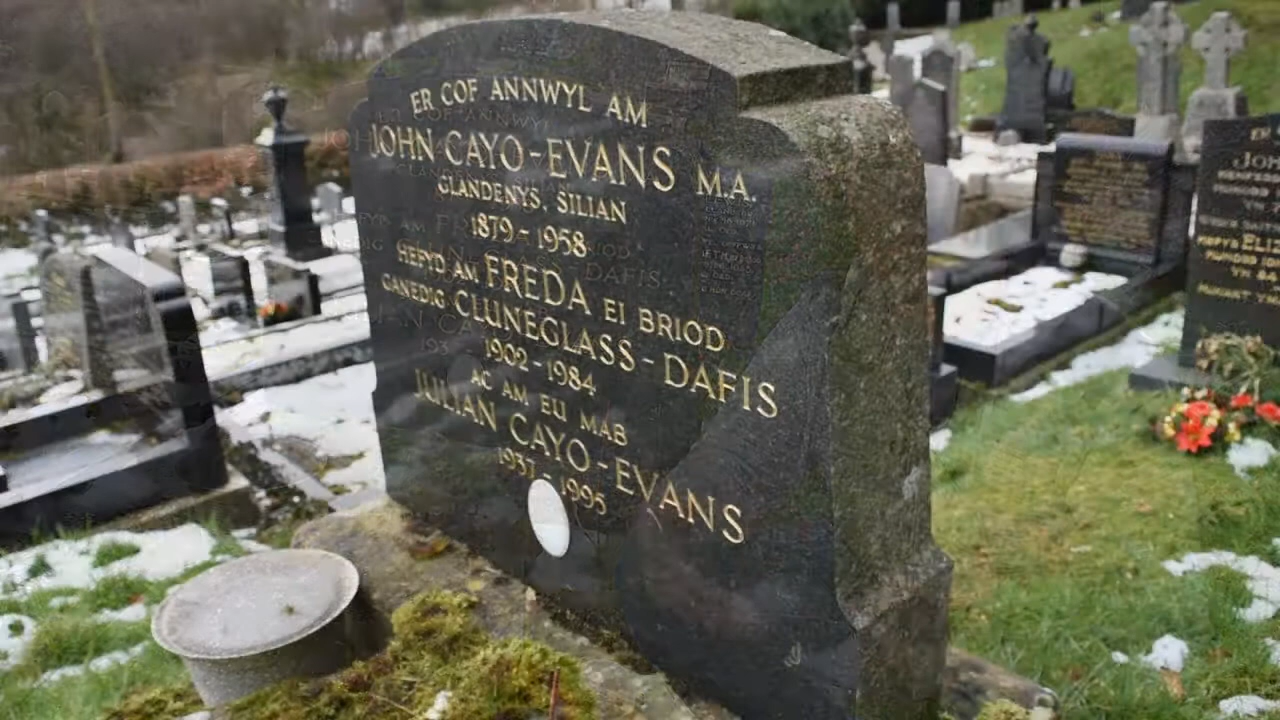 ER COF ANNWYL AM
JOHN CAYO-EVANS M.A.
GLANDENYS, SILIAN
1879-1958
HEFYD AM FREDA EI BRIOD
GANEDIG CLUNEGLASS-DAFIS
1902-1984
AC AM EU MAB
JULIAN CAYO-EVANS
1937-1995